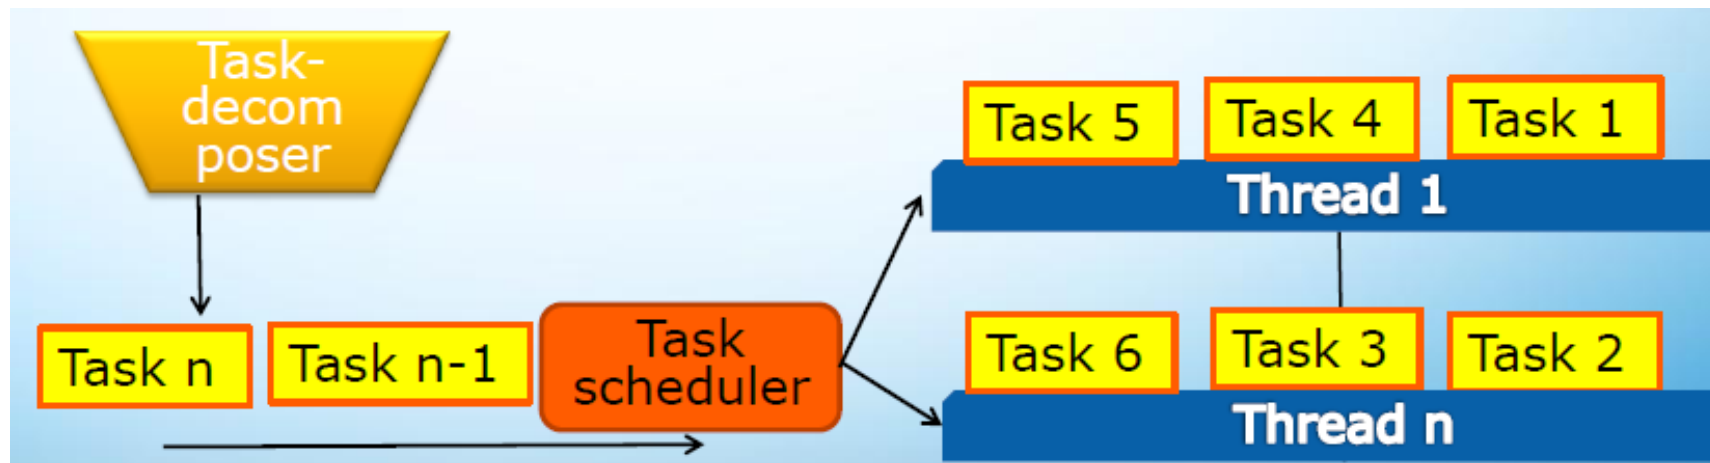 Task-
decom
poser
Task n
Task n-1
Task
scheduler
Task 5
Task 4
Task 1
Thread 1
Task 6
Task 3
Task 2
Thread n